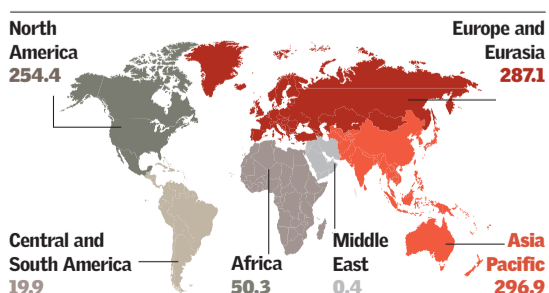 North
America
254.4
Europe and
Eurasia
287.1
Central and
South America
19.9
Africa
50.3
Middle
East
0.4
Asia
Pacific
296.9